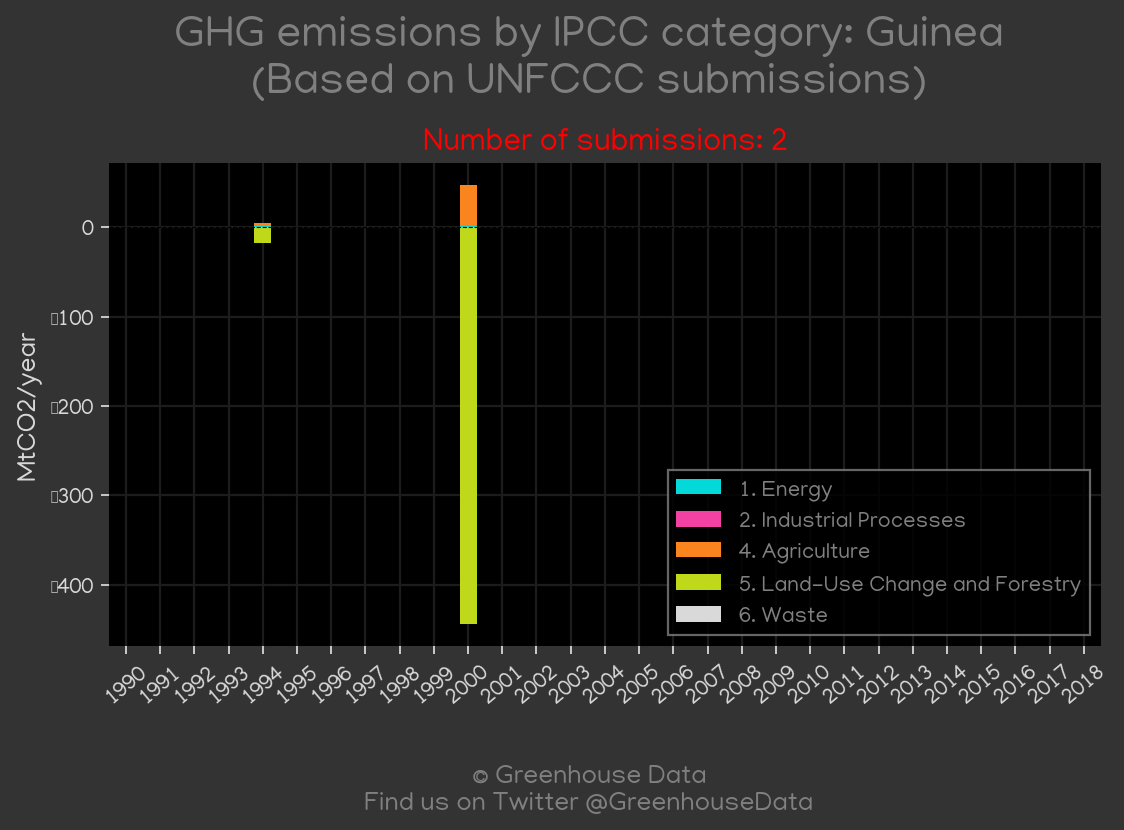 GHG emissions by IPCC category: Guinea
(Based on UNFCCC submissions)
Number of submissions: 2
MtCO2/year
0
▯100
▯200
▯300
▯400
1. Energy
2. Industrial Processes
4. Agriculture
5. Land-Use Change and Forestry
6. Waste
1990 1991 1992 1993 1994 1995 1996 1997 1998 1999 2000 2001 2002 2003 2004 2005 2006 2007 2008 2009 2010 2011 2012 2013 2014 2015 2016 2017 2018
© Greenhouse Data
Find us on Twitter @GreenhouseData